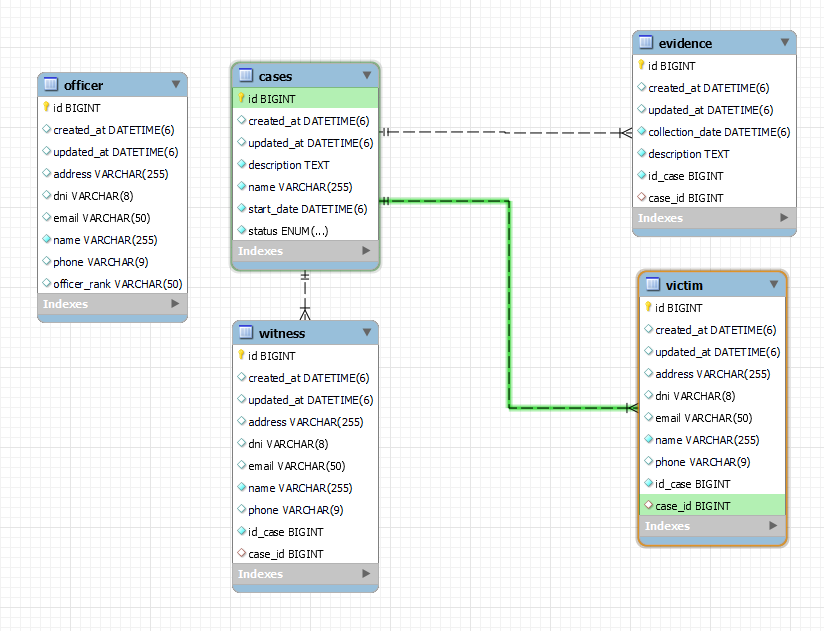 officer
id BIGINT
created_at DATETIME(6)
updated_at DATETIME(6)
address VARCHAR(255)
dni VARCHAR(8)
email VARCHAR(50)
name VARCHAR(255)
phone VARCHAR(9)
officer_rank VARCHAR(50)
Indexes
cases
id BIGINT
created_at DATETIME(6)
updated_at DATETIME(6)
description TEXT
name VARCHAR(255)
start_date DATETIME(6)
status ENUM(...)
Indexes
witness
id BIGINT
created_at DATETIME(6)
updated_at DATETIME(6)
address VARCHAR(255)
dni VARCHAR(8)
email VARCHAR(50)
name VARCHAR(255)
phone VARCHAR(9)
id_case BIGINT
case_id BIGINT
Indexes
evidence
id BIGINT
created_at DATETIME(6)
updated_at DATETIME(6)
collection_date DATETIME(6)
description TEXT
id_case BIGINT
case_id BIGINT
Indexes
victim
id BIGINT
created_at DATETIME(6)
updated_at DATETIME(6)
address VARCHAR(255)
dni VARCHAR(8)
email VARCHAR(50)
name VARCHAR(255)
phone VARCHAR(9)
id_case BIGINT
case_id BIGINT
Indexes